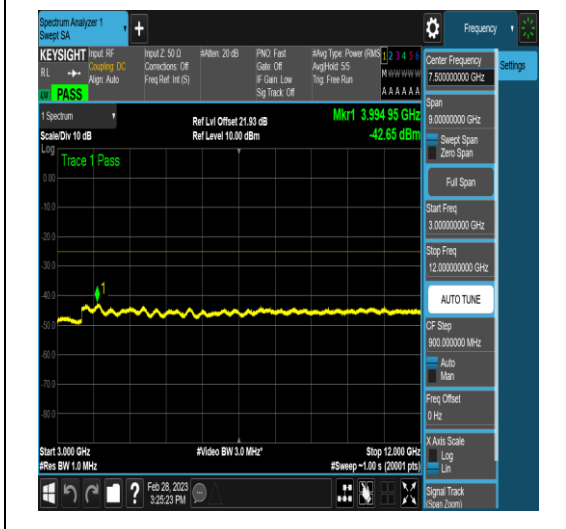 Spectrum Analyzer 1
Swept SA
+
Frequency
KEYSIGHT
RL
PASS
Input: RF
Coupling: DC
Align: Auto
Input Z: 50 Ω
Corrections: Off
Freq Ref: Int (S)
#Atten: 20 dB
PNO: Fast
Gate: Off
IF Gain: Low
Sig Track: Off
#Avg Type: Power (RMS
Avg|Hold: 5/5
Trig: Free Run
1 2 3 4 5 6
M W W W W W
A A A A A A
1 Spectrum
Scale/Div 10 dB
Ref Lvl Offset 21.93 dB
Ref Level 10.00 dBm
Mkr1 3.994 95 GHz
-42.65 dBm
Log
Trace 1 Pass
0.00
-10.0
-20.0
-30.0
-40.0
-50.0
-60.0
-70.0
-80.0
1
Start 3.000 GHz
#Res BW 1.0 MHz
#Video BW 3.0 MHz*
Stop 12.000 GHz
#Sweep ~1.00 s (20001 pts)
?
Feb 28, 2023
3:25:23 PM
Center Frequency
7.500000000 GHz
Settings
Span
9.00000000 GHz
Swept Span
Zero Span
Full Span
Start Freq
3.000000000 GHz
Stop Freq
12.000000000 GHz
AUTO TUNE
CF Step
900.000000 MHz
Auto
Man
Freq Offset
0 Hz
X Axis Scale
Log
Lin
Signal Track
(Span Zoom)